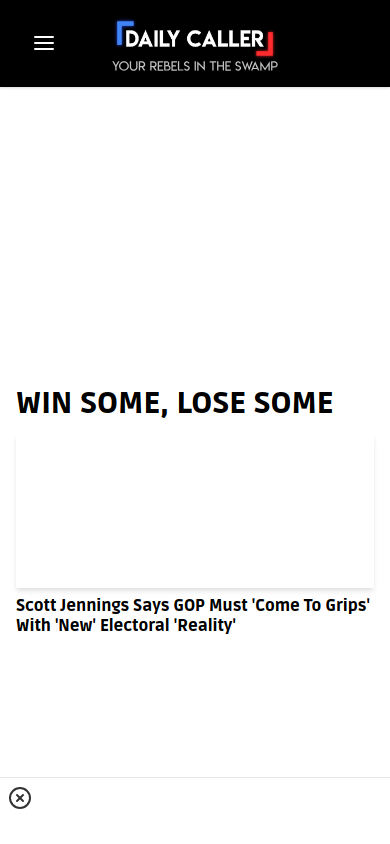 DAILY CALLER
YOUR REBELS IN THE SWAMP
WIN SOME, LOSE SOME
Scott Jennings Says GOP Must 'Come To Grips'
With 'New' Electoral 'Reality'